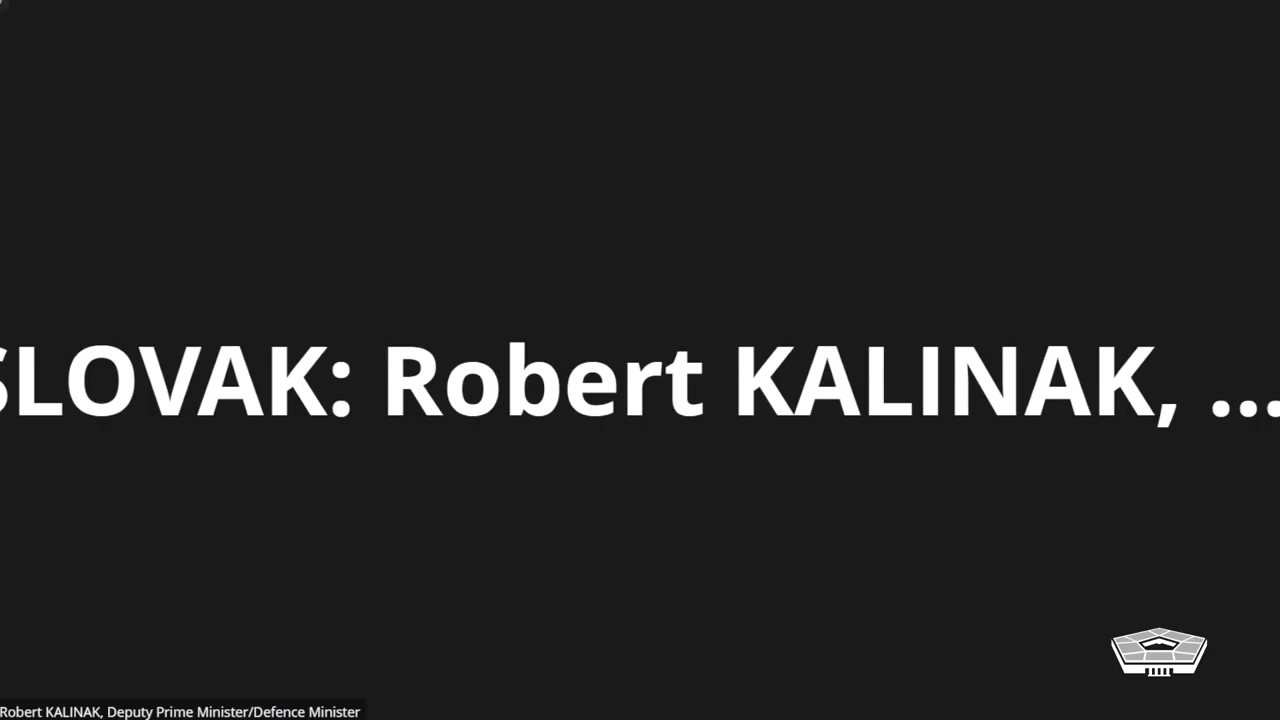 SLOVAK: Robert KALINAK, ...
Robert KALINAK, Deputy Prime Minister/Defence Minister